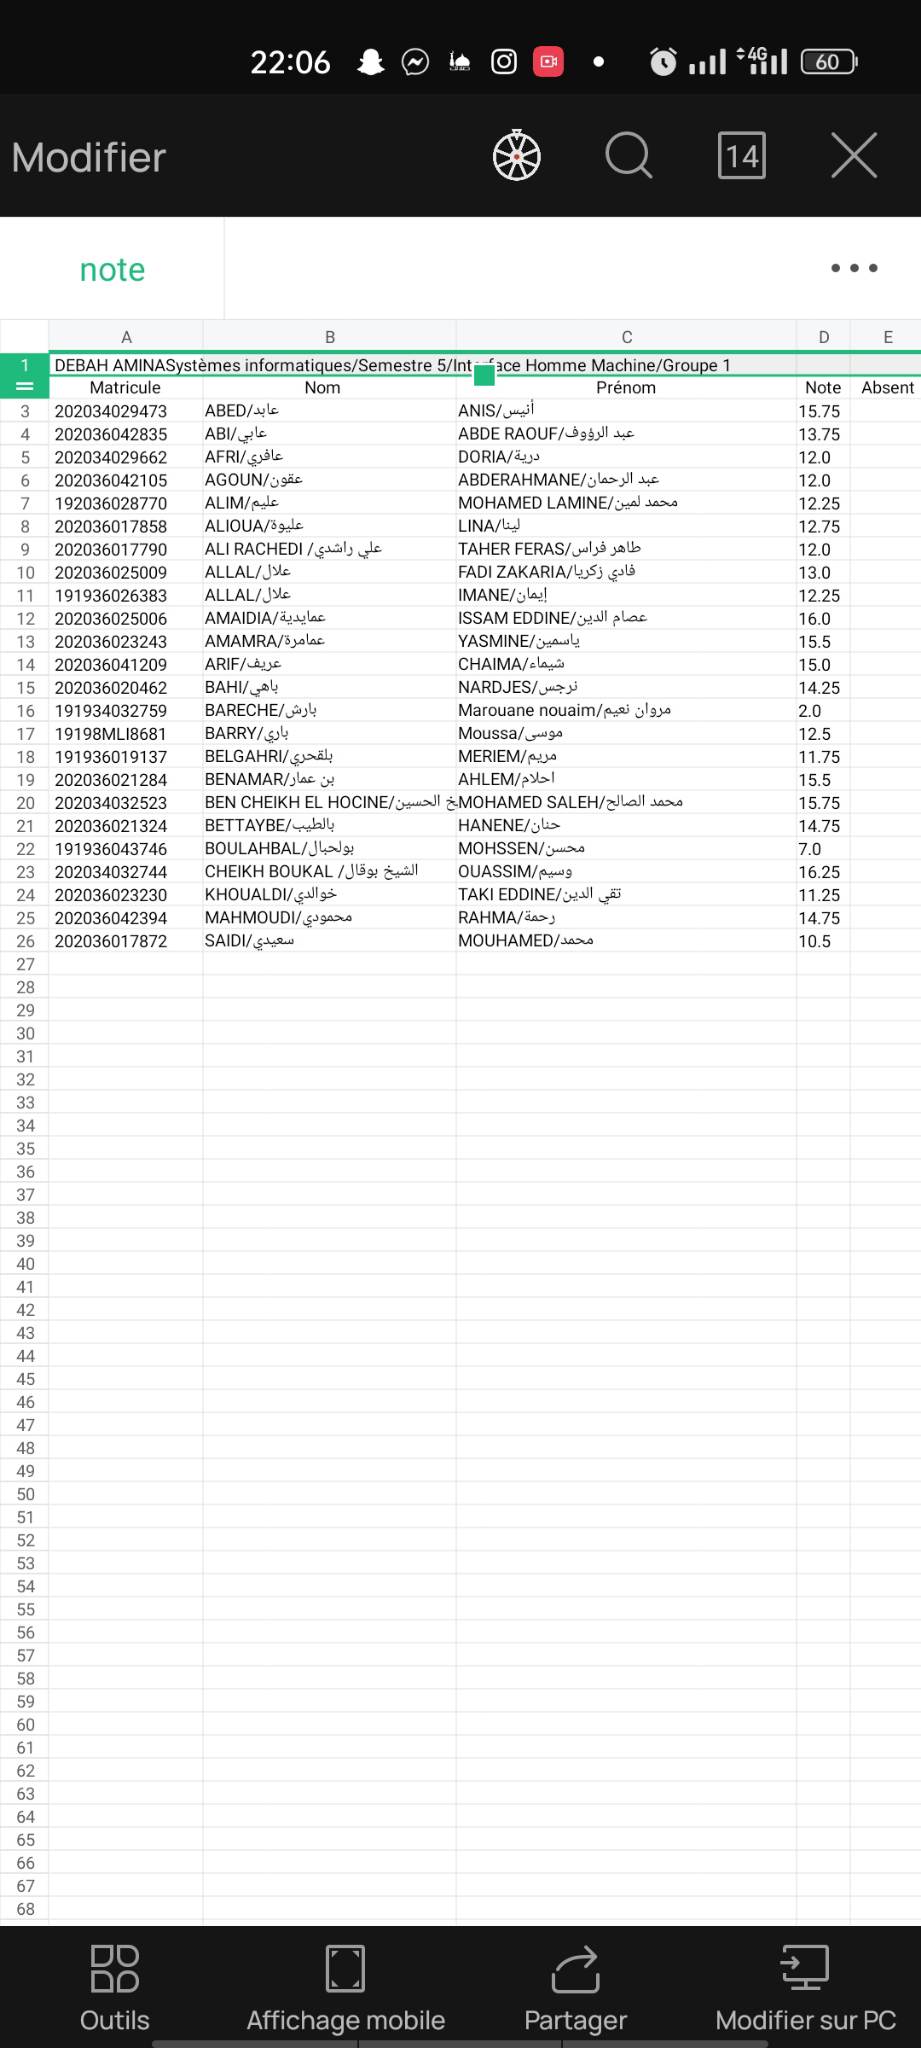 22:06 4G 60
Modifier 14
note
A B C D E
1 DEBAH AMINASystèmes informatiques/Semestre 5/Interface Homme Machine/Groupe 1
Matricule Nom Prénom Note Absent
3 202034029473 ABED/عابد ANIS/أنيس 15.75
4 202036042835 ABI/عابي ABDE RAOUF/عبد الرؤوف 13.75
5 202034029662 AFRI/عافري DORIA/درية 12.0
6 202036042105 AGOUN/عقون ABDERAHMANE/عبد الرحمان 12.0
7 192036028770 ALIM/عليم MOHAMED LAMINE/محمد لمين 12.25
8 202036017858 ALIOUA/عليوة LINA/لينا 12.75
9 202036017790 ALI RACHEDI /علي راشدي TAHER FERAS/طاهر فراس 12.0
10 202036025009 ALLAL/علال FADI ZAKARIA/فادي زكريا 13.0
11 191936026383 ALLAL/علال IMANE/إيمان 12.25
12 202036025006 AMAIDIA/عمايدية ISSAM EDDINE/عصام الدين 16.0
13 202036023243 AMAMRA/عمامرة YASMINE/ياسمين 15.5
14 202036041209 ARIF/عريف CHAIMA/شيماء 15.0
15 202036020462 BAHI/باهي NARDJES/نرجس 14.25
16 191934032759 BARECHE/بارش Marouane nouaim/مروان نعيم 2.0
17 19198MLI8681 BARRY/باري Moussa/موسى 12.5
18 191936019137 BELGAHRI/بلقحري MERIEM/مريم 11.75
19 202036021284 BENAMAR/بن عمار AHLEM/احلام 15.5
20 202034032523 BEN CHEIKH EL HOCINE/خ الحسين MOHAMED SALEH/محمد الصالح 15.75
21 202036021324 BETTAYBE/بالطيب HANENE/حنان 14.75
22 191936043746 BOULAHBAL/بولحبال MOHSSEN/محسن 7.0
23 202034032744 CHEIKH BOUKAL /الشيخ بوقال OUASSIM/وسيم 16.25
24 202036023230 KHOUALDI/خوالدي TAKI EDDINE/تقي الدين 11.25
25 202036042394 MAHMOUDI/محمودي RAHMA/رحمة 14.75
26 202036017872 SAIDI/سعيدي MOUHAMED/محمد 10.5
27
28
29
30
31
32
33
34
35
36
37
38
39
40
41
42
43
44
45
46
47
48
49
50
51
52
53
54
55
56
57
58
59
60
61
62
63
64
65
66
67
68
Outils Affichage mobile Partager Modifier sur PC